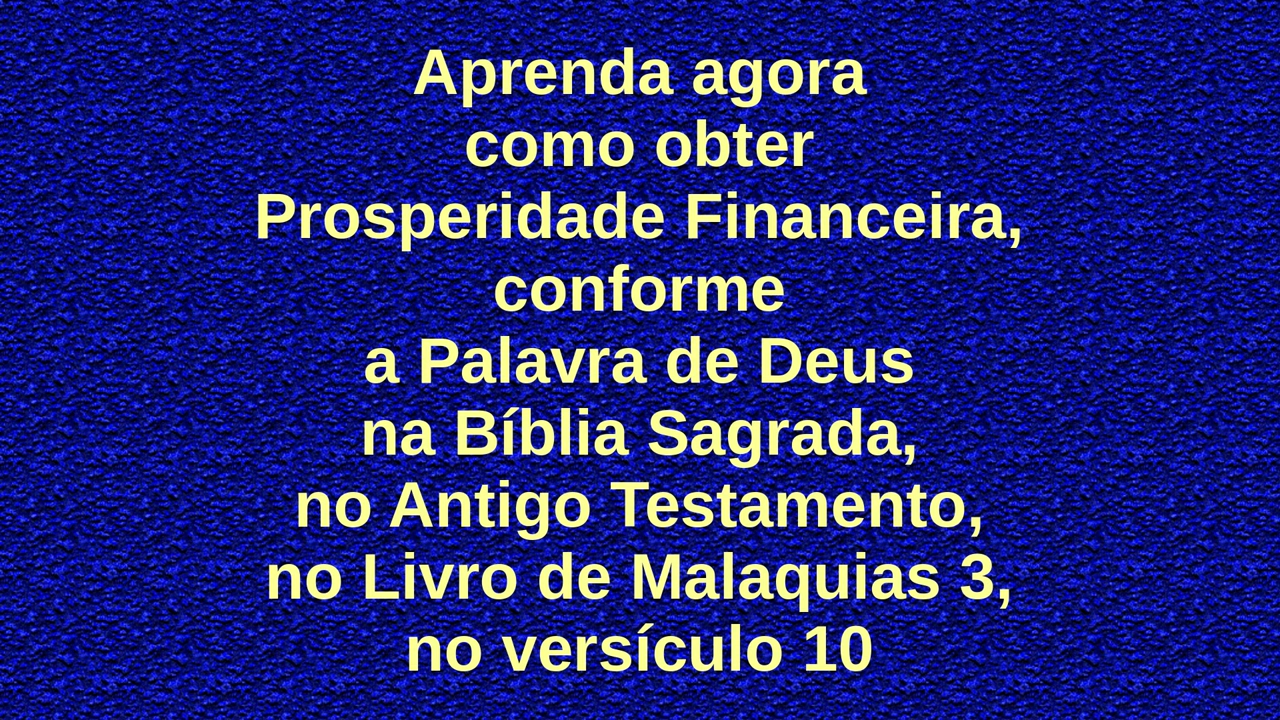 Aprenda agora
como obter
Prosperidade Financeira,
conforme
a Palavra de Deus
na Bíblia Sagrada,
no Antigo Testamento,
no Livro de Malaquias 3,
no versículo 10